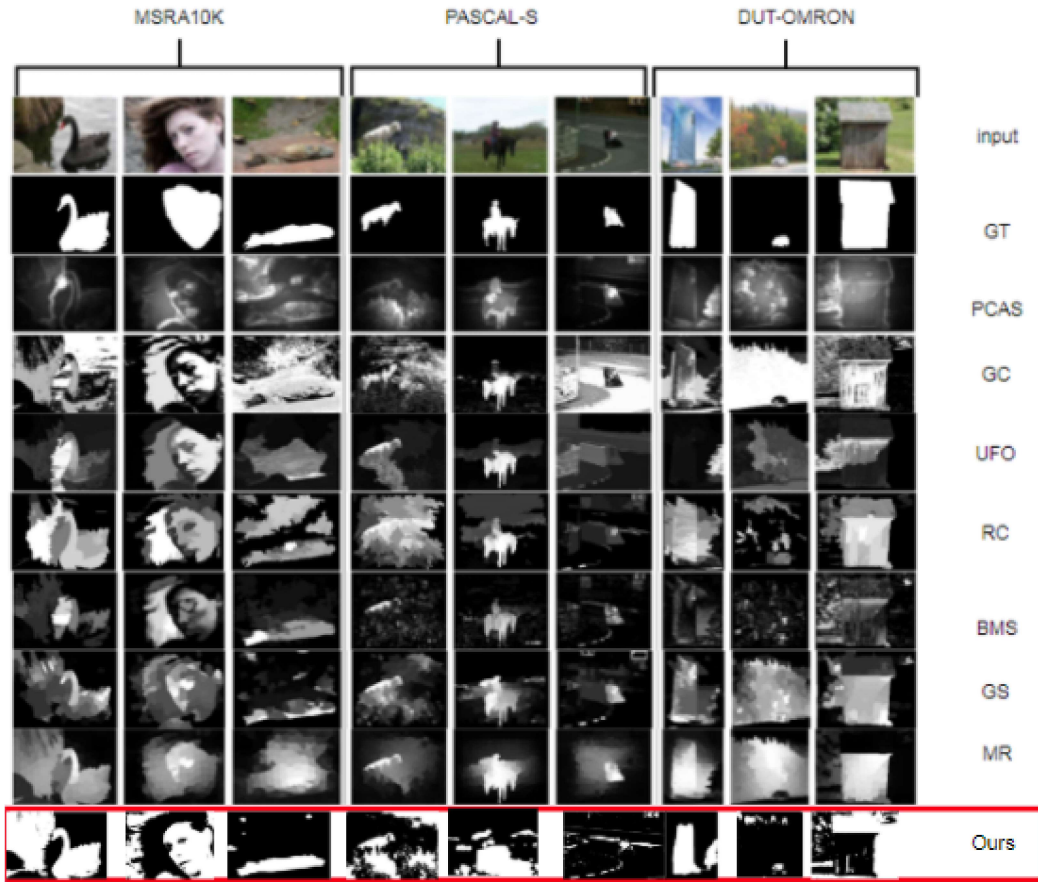 MSRA10K
PASCAL-S
DUT-OMRON
input
GT
PCAS
GC
UFO
RC
BMS
GS
MR
Ours